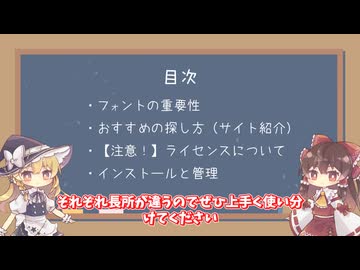 目次
・フォントの重要性
・おすすめの探し方（サイト紹介）
・【注意！】ライセンスについて
・インストールと管理
それぞれ長所が違うのでぜひ上手く使い分
けてください